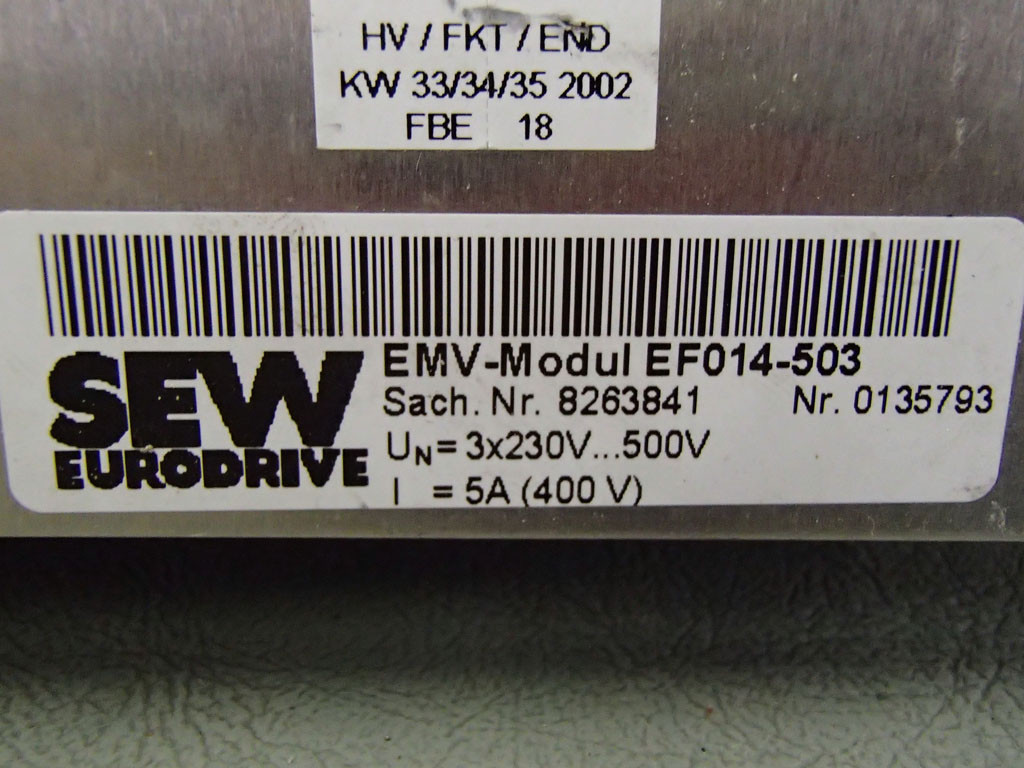 HV / FKT / END
KW 33/34/35 2002
FBE 18
SEW
EURODRIVE
EMV-Modul EF014-503
Sach. Nr. 8263841 Nr. 0135793
UN= 3x230V...500V
I = 5A (400 V)